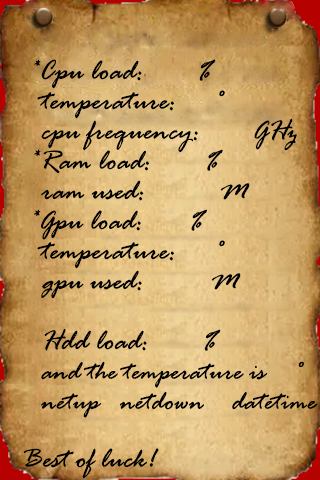 *Cpu load: %
temperature: °
cpu frequency: GHz
*Ram load: %
ram used: M
*Gpu load: %
temperature: °
gpu used: M
Hdd load: %
and the temperature is °
netup netdown datetime
Best of luck!